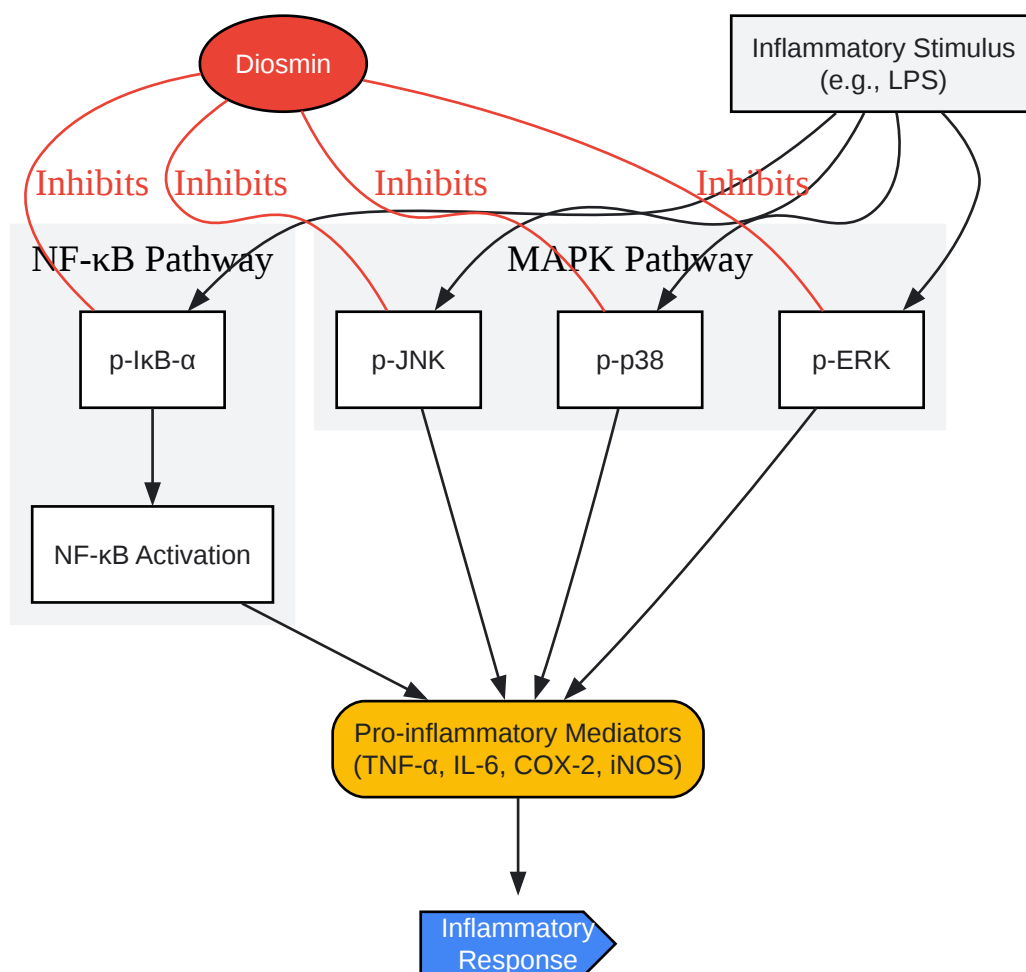 Diosmin
Inflammatory Stimulus
(e.g., LPS)
Inhibits
Inhibits
Inhibits
Inhibits
NF-κB Pathway
MAPK Pathway
p-IκB-α
p-JNK
p-p38
p-ERK
NF-κB Activation
Pro-inflammatory Mediators
(TNF-α, IL-6, COX-2, iNOS)
Inflammatory
Response